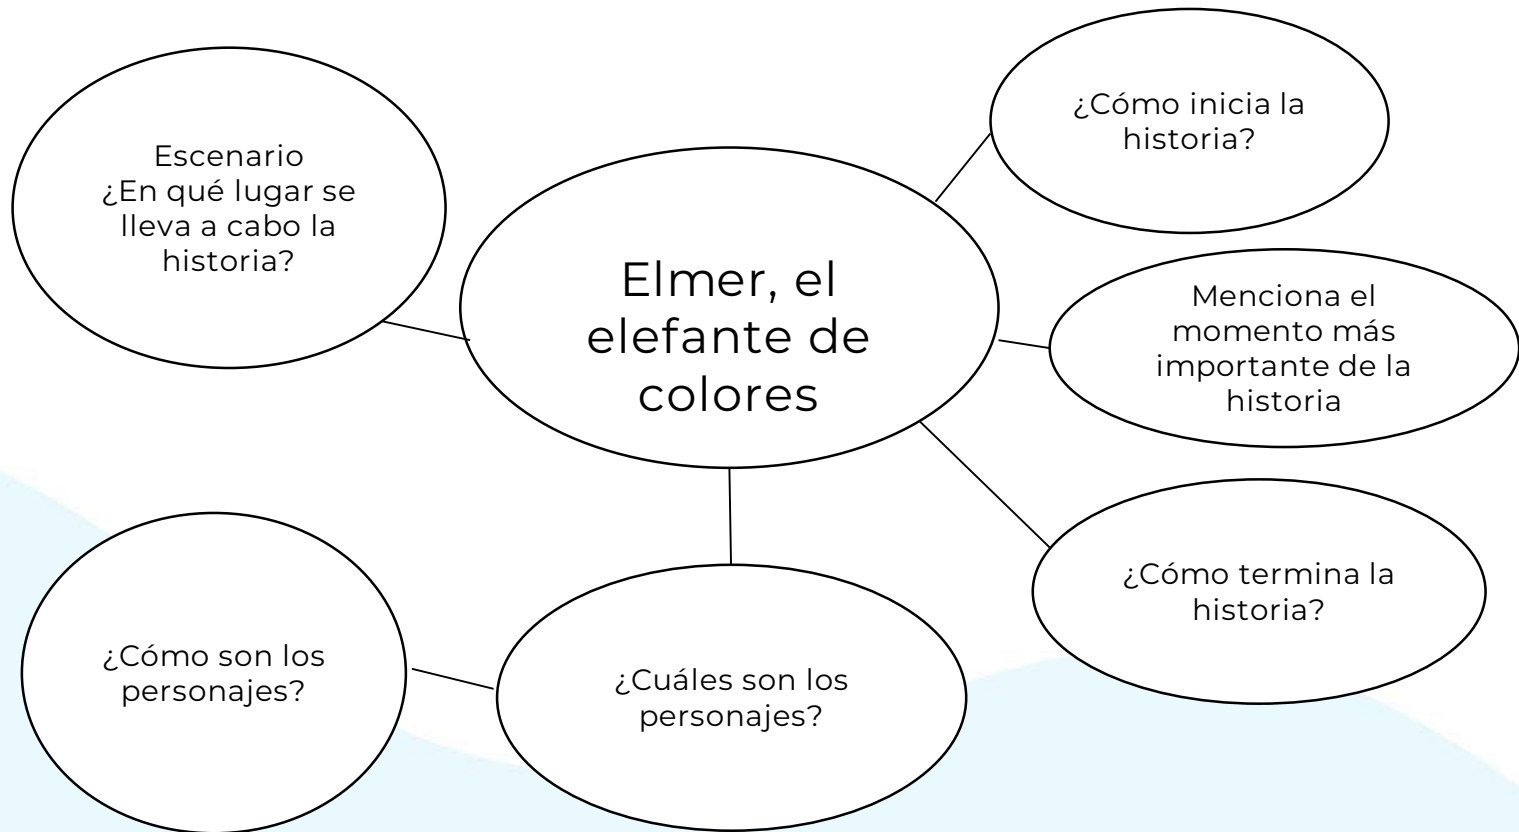 Escenario
¿En qué lugar se
lleva a cabo la
historia?
Elmer, el
elefante de
colores
¿Cómo inicia la
historia?
Menciona el
momento más
importante de la
historia
¿Cómo termina la
historia?
¿Cuáles son los
personajes?
¿Cómo son los
personajes?